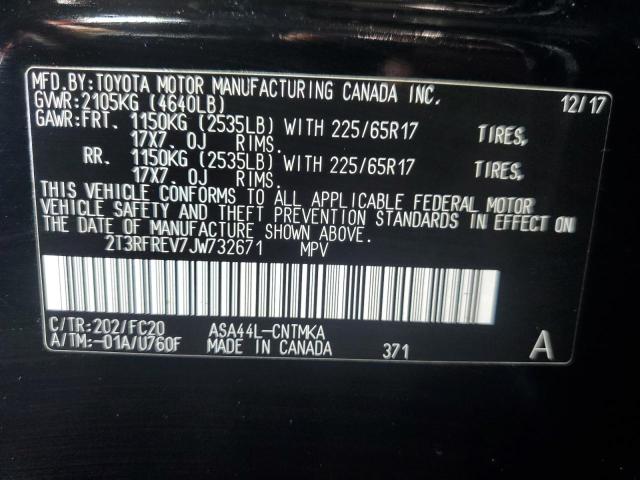 MFD.BY:TOYOTA MOTOR MANUFACTURING CANADA INC.
GVWR:2105KG (4640LB) 12/17
GAWR:FRT. 1150KG (2535LB) WITH 225/65R17 TIRES,
17X7.0J RIMS.
RR. 1150KG (2535LB) WITH 225/65R17 TIRES,
17X7.0J RIMS.
THIS VEHICLE CONFORMS TO ALL APPLICABLE FEDERAL MOTOR
VEHICLE SAFETY AND THEFT PREVENTION STANDARDS IN EFFECT ON
THE DATE OF MANUFACTURE SHOWN ABOVE.
2T3RFREV7JW732671 MPV
C/TR:202/FC20 ASA44L-CNTMKA
A/TM:-01A/U760F MADE IN CANADA 371 A